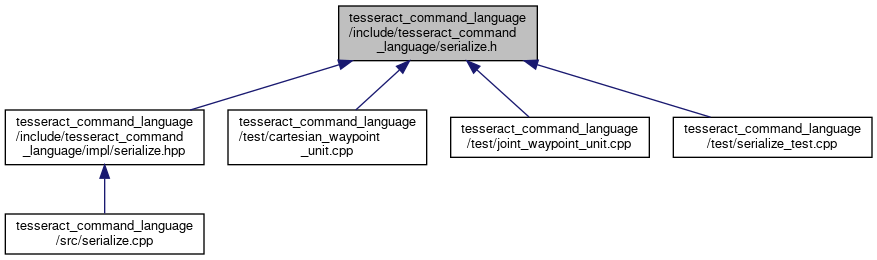 tesseract_command_language
/include/tesseract_command
_language/serialize.h
tesseract_command_language
/include/tesseract_command
_language/impl/serialize.hpp
tesseract_command_language
/test/cartesian_waypoint
_unit.cpp
tesseract_command_language
/test/joint_waypoint_unit.cpp
tesseract_command_language
/test/serialize_test.cpp
tesseract_command_language
/src/serialize.cpp